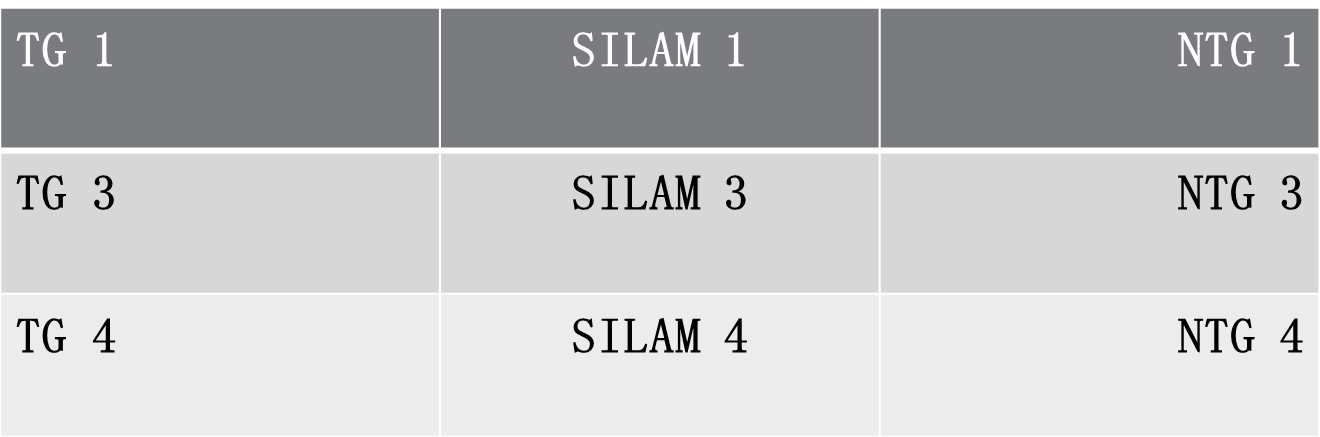 TG 1 SILAM 1 NTG 1
TG 3 SILAM 3 NTG 3
TG 4 SILAM 4 NTG 4